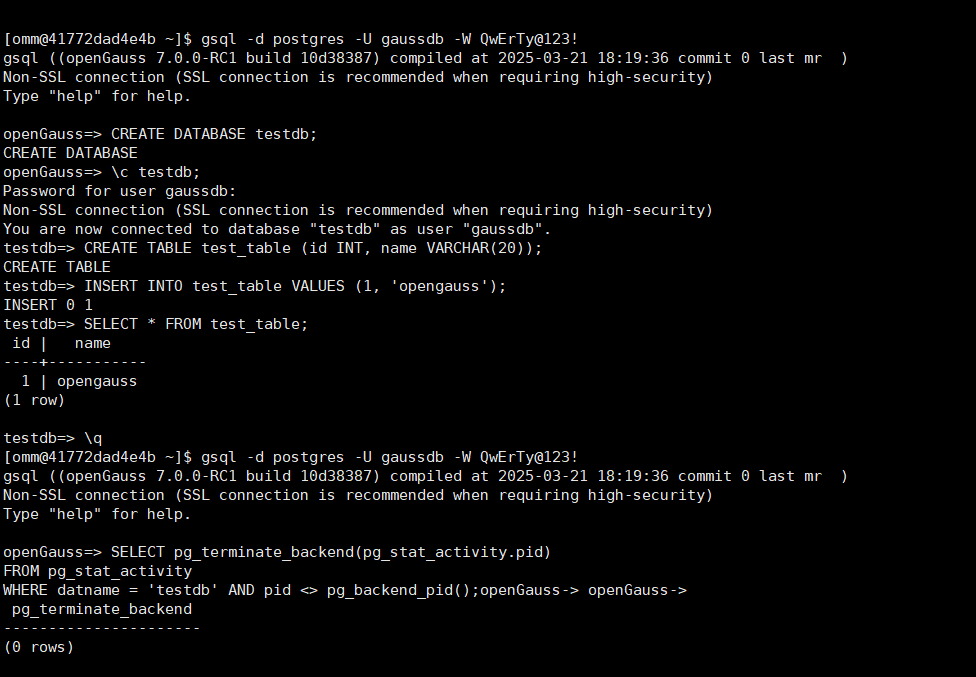 [omm@41772dad4e4b ~]$ gsql -d postgres -U gaussdb -W QwErTy@123!
gsql ((openGauss 7.0.0-RC1 build 10d38387) compiled at 2025-03-21 18:19:36 commit 0 last mr  )
Non-SSL connection (SSL connection is recommended when requiring high-security)
Type "help" for help.

openGauss=> CREATE DATABASE testdb;
CREATE DATABASE
openGauss=> \c testdb;
Password for user gaussdb:
Non-SSL connection (SSL connection is recommended when requiring high-security)
You are now connected to database "testdb" as user "gaussdb".
testdb=> CREATE TABLE test_table (id INT, name VARCHAR(20));
CREATE TABLE
testdb=> INSERT INTO test_table VALUES (1, 'opengauss');
INSERT 0 1
testdb=> SELECT * FROM test_table;
 id |   name
----+-----------
  1 | opengauss
(1 row)

testdb=> \q
[omm@41772dad4e4b ~]$ gsql -d postgres -U gaussdb -W QwErTy@123!
gsql ((openGauss 7.0.0-RC1 build 10d38387) compiled at 2025-03-21 18:19:36 commit 0 last mr  )
Non-SSL connection (SSL connection is recommended when requiring high-security)
Type "help" for help.

openGauss=> SELECT pg_terminate_backend(pg_stat_activity.pid)
FROM pg_stat_activity
WHERE datname = 'testdb' AND pid <> pg_backend_pid();openGauss-> openGauss->
 pg_terminate_backend
----------------------
(0 rows)